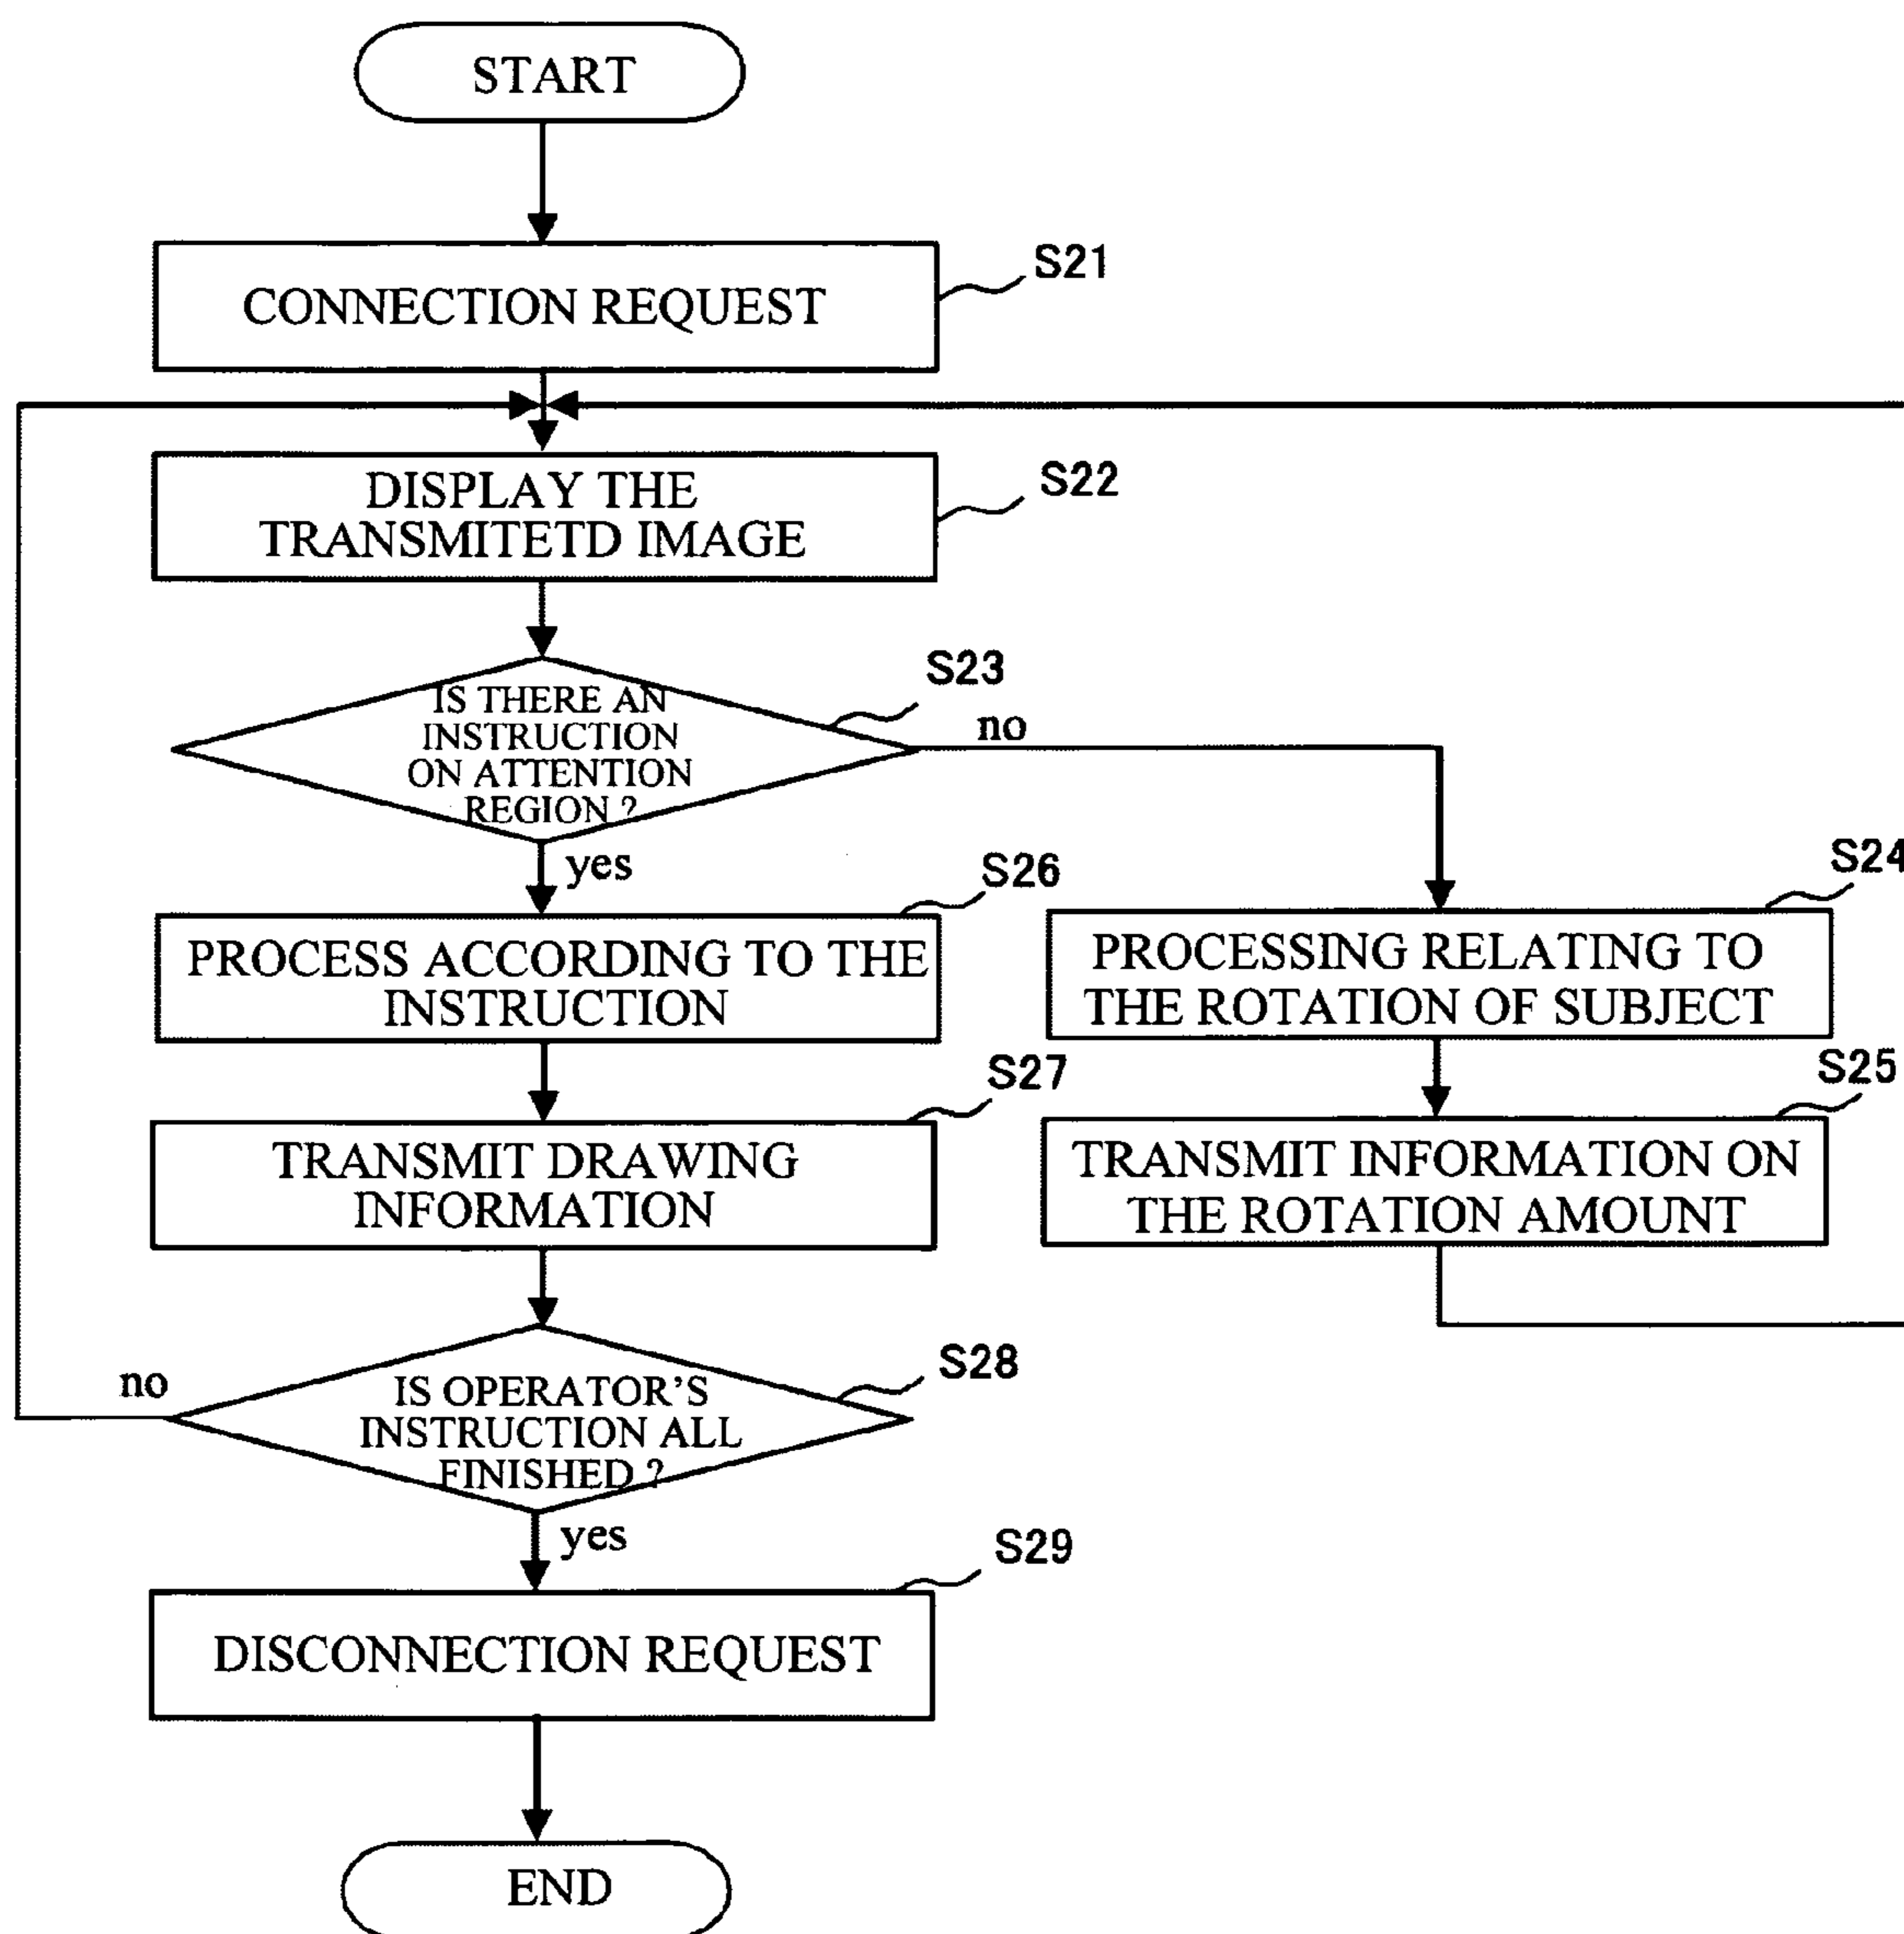 START
CONNECTION REQUEST
S21
DISPLAY THE
TRANSMITETD IMAGE
S22
IS THERE AN
INSTRUCTION
ON ATTENTION
REGION ?
S23
no
yes
S26
PROCESS ACCORDING TO THE
INSTRUCTION
S24
PROCESSING RELATING TO
THE ROTATION OF SUBJECT
S27
TRANSMIT DRAWING
INFORMATION
S25
TRANSMIT INFORMATION ON
THE ROTATION AMOUNT
S28
no
IS OPERATOR’S
INSTRUCTION ALL
FINISHED ?
yes
S29
DISCONNECTION REQUEST
END